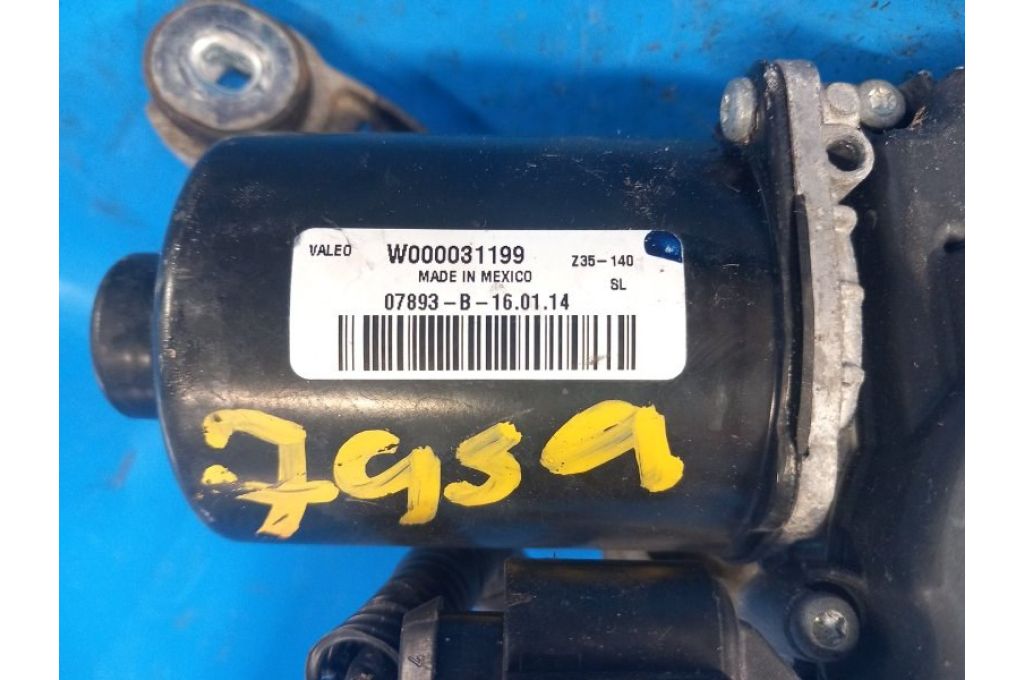 VALEO W000031199 Z35-140
MADE IN MEXICO SL
07893-B-16.01.14
7959